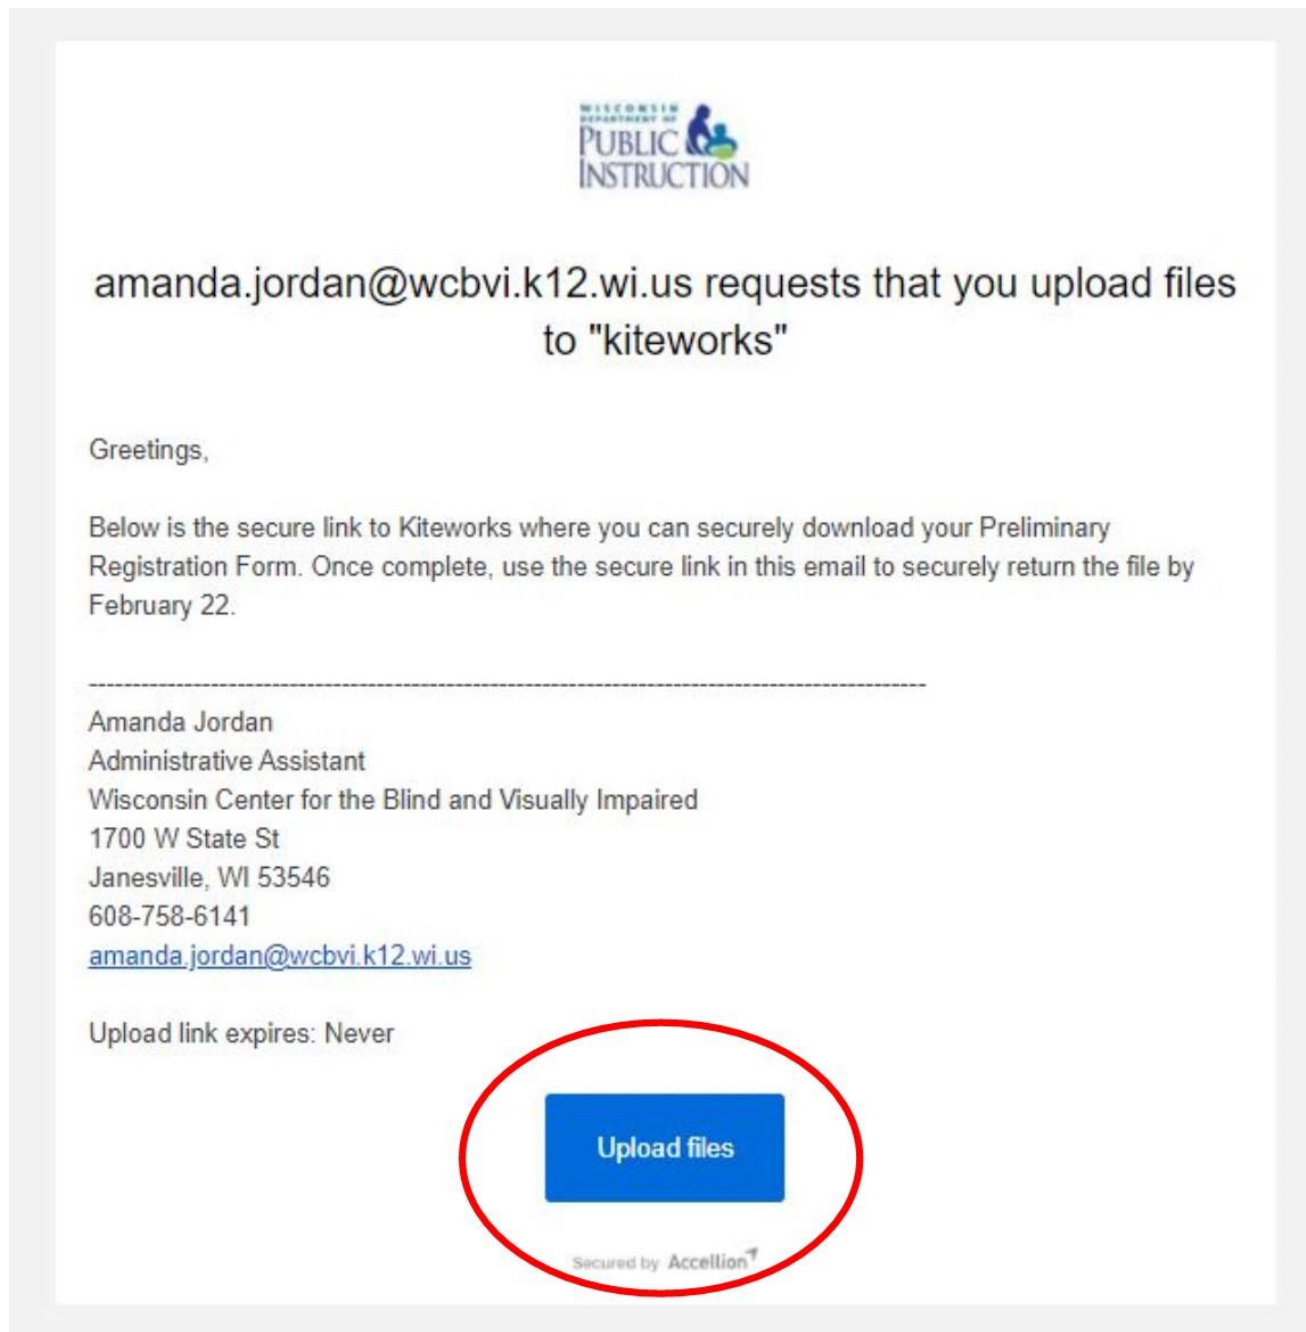 WISCONSIN
DEPARTMENT OF
PUBLIC
INSTRUCTION
amanda.jordan@wcbvi.k12.wi.us requests that you upload files
to "kiteworks"
Greetings,
Below is the secure link to Kiteworks where you can securely download your Preliminary
Registration Form. Once complete, use the secure link in this email to securely return the file by
February 22.
--------------------------------------------------------------------------------------------------------
Amanda Jordan
Administrative Assistant
Wisconsin Center for the Blind and Visually Impaired
1700 W State St
Janesville, WI 53546
608-758-6141
amanda.jordan@wcbvi.k12.wi.us
Upload link expires: Never
Upload files
Secured by Accellion